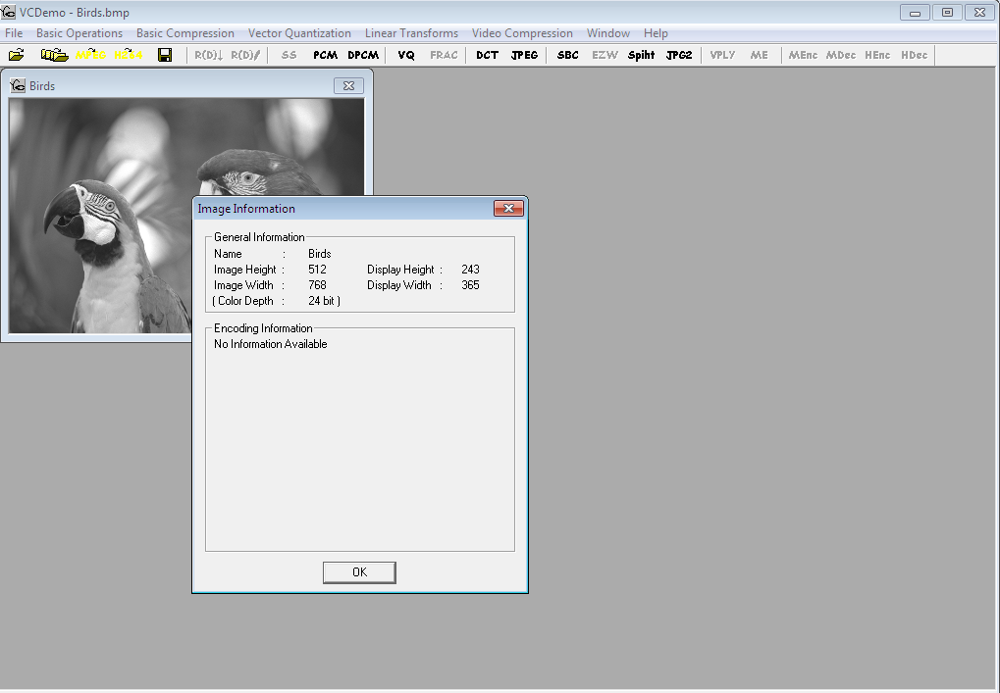 VCDemo - Birds.bmp
File Basic Operations Basic Compression Vector Quantization Linear Transforms Video Compression Window Help
MPEG H264 R(D)↓ R(D)/ SS PCM DPCM VQ FRAC DCT JPEG SBC EZW Spiht JPG2 VPLY ME MEnc MDec HEnc HDec
Birds
Image Information
General Information
Name : Birds
Image Height : 512 Display Height : 243
Image Width : 768 Display Width : 365
( Color Depth : 24 bit )
Encoding Information
No Information Available
OK